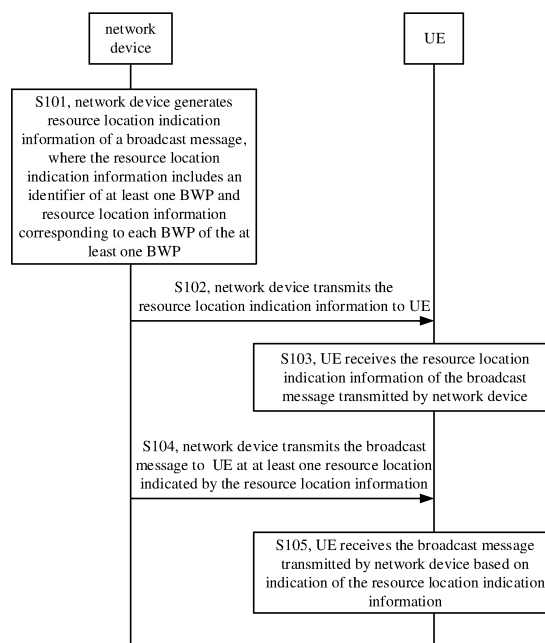 network
device
UE
S101, network device generates
resource location indication
information of a broadcast message,
where the resource location
indication information includes an
identifier of at least one BWP and
resource location information
corresponding to each BWP of the at
least one BWP
S102, network device transmits the
resource location indication information to UE
S103, UE receives the resource location
indication information of the broadcast
message transmitted by network device
S104, network device transmits the broadcast
message to UE at at least one resource location
indicated by the resource location information
S105, UE receives the broadcast message
transmitted by network device based on
indication of the resource location indication
information